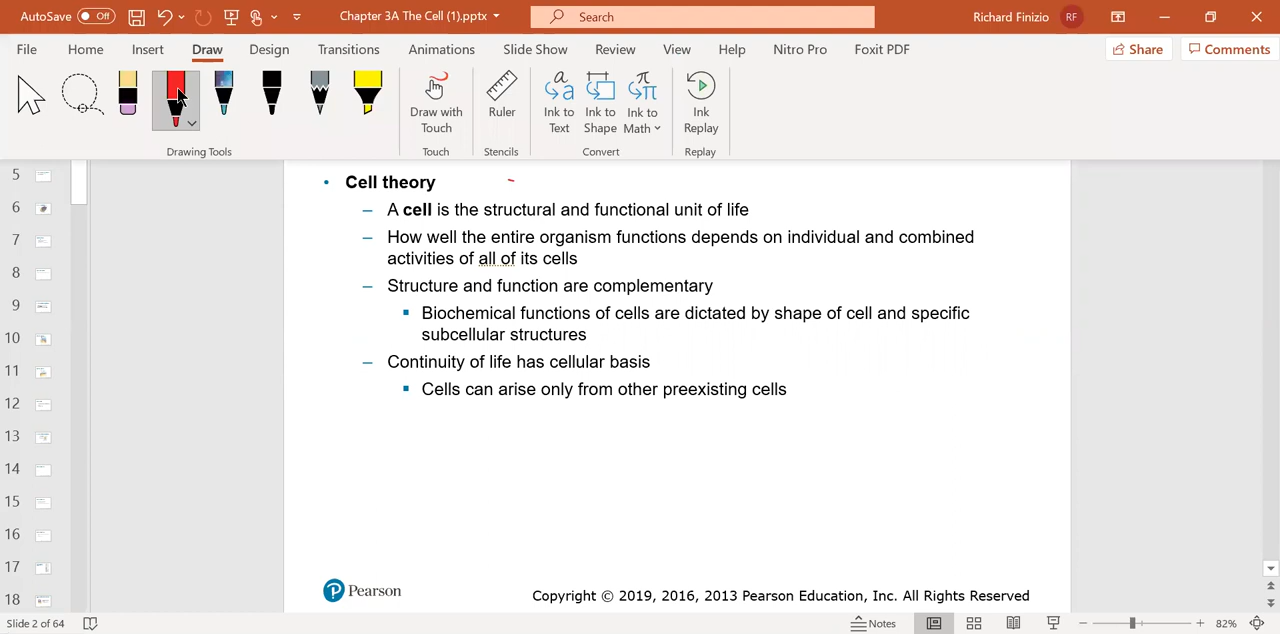 AutoSave Off Chapter 3A The Cell (1).pptx Search Richard Finizio RF
File Home Insert Draw Design Transitions Animations Slide Show Review View Help Nitro Pro Foxit PDF Share Comments
Draw with Touch
Ruler
Ink to Text
Ink to Shape
Ink to Math
Ink Replay
Drawing Tools Touch Stencils Convert Replay
5
6
7
8
9
10
11
12
13
14
15
16
17
18
• Cell theory
– A cell is the structural and functional unit of life
– How well the entire organism functions depends on individual and combined
activities of all of its cells
– Structure and function are complementary
▪ Biochemical functions of cells are dictated by shape of cell and specific
subcellular structures
– Continuity of life has cellular basis
▪ Cells can arise only from other preexisting cells
P Pearson
Copyright © 2019, 2016, 2013 Pearson Education, Inc. All Rights Reserved
Slide 2 of 64 Notes 82%